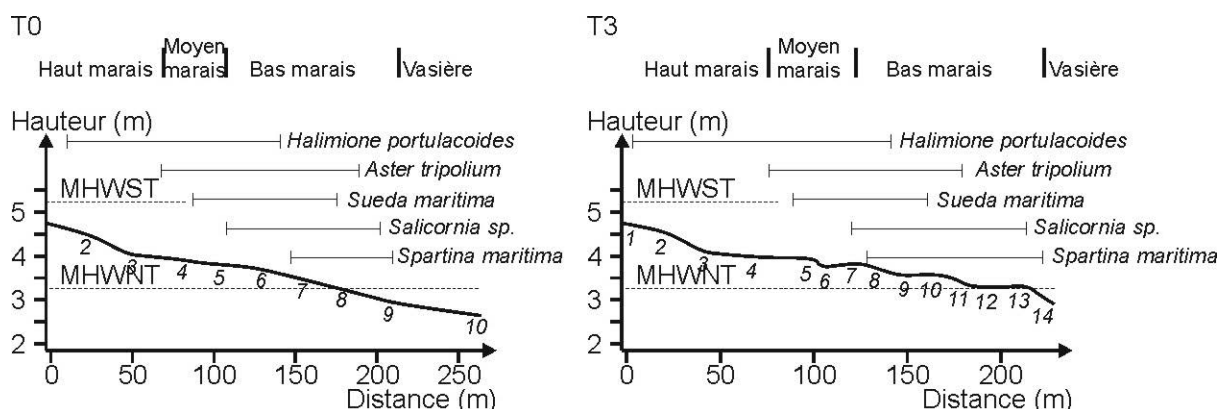 T0
Haut marais
Moyen
marais
Bas marais
Vasière
Hauteur (m)
Halimione portulacoides
Aster tripolium
MHWST
Sueda maritima
5
Salicornia sp.
4
Spartina maritima
MHWNT
3
2
2 3 4 5 6 7 8 9 10
0 50 100 150 200 250
Distance (m)
T3
Haut marais
Moyen
marais
Bas marais
Vasière
Hauteur (m)
Halimione portulacoides
Aster tripolium
MHWST
Sueda maritima
5
Salicornia sp.
4
Spartina maritima
MHWNT
3
2
1 2 3 4 5 6 7 8 9 10 11 12 13 14
0 50 100 150 200
Distance (m)